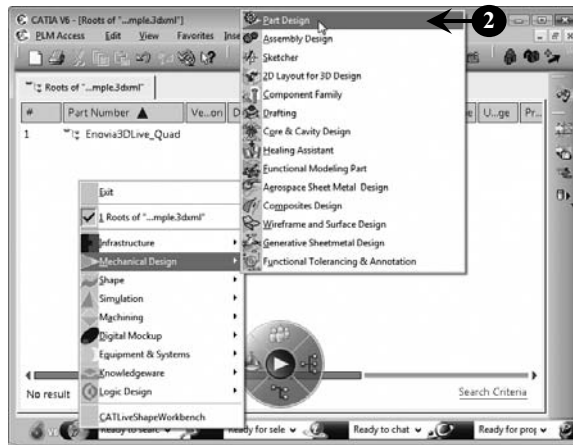 CATIA V6 - [Roots of "...mple.3dxml"]
PLM Access Edit View Favorites Inse
Roots of "...mple.3dxml"
# Part Number Ve...on D e U...ge Pr...
1 Enovia3DLive_Quad
Part Design
2
Assembly Design
Sketcher
2D Layout for 3D Design
Component Family
Drafting
Core & Cavity Design
Healing Assistant
Functional Modeling Part
Aerospace Sheet Metal Design
Composites Design
Wireframe and Surface Design
Generative Sheetmetal Design
Functional Tolerancing & Annotation
Exit
1 Roots of "...mple.3dxml"
Infrastructure
Mechanical Design
Shape
Simulation
Machining
Digital Mockup
Equipment & Systems
Knowledgeware
Logic Design
CATLiveShapeWorkbench
No result
Search Criteria
Ready for sele
Ready to chat
Ready for proj